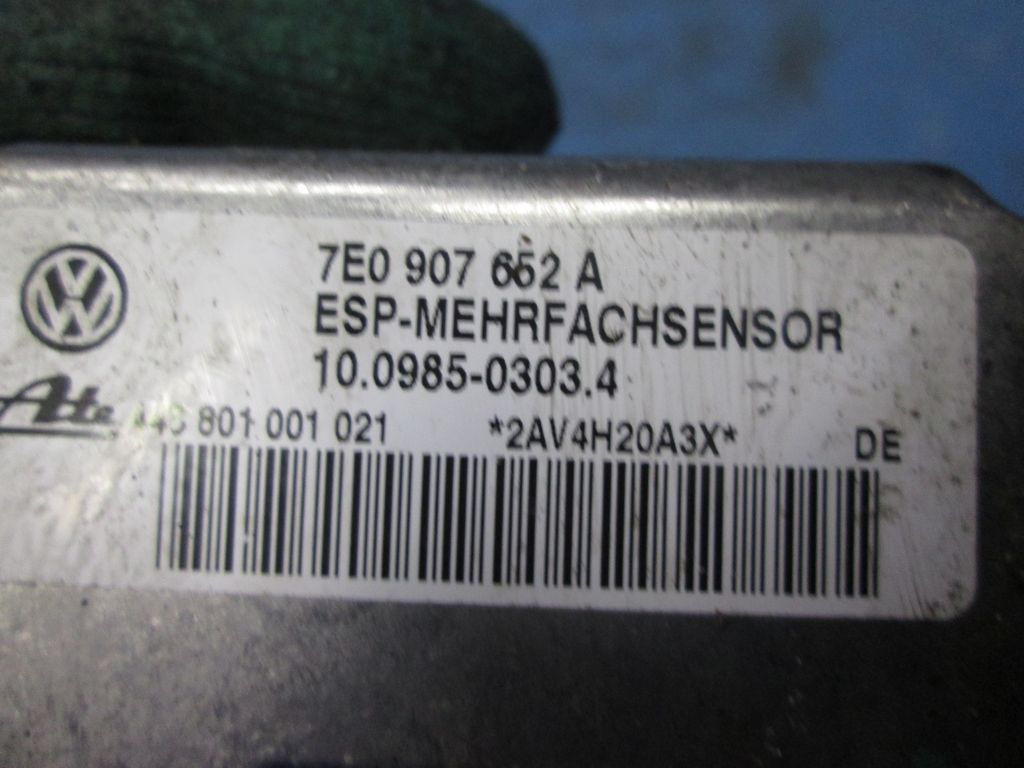 7E0 907 652 A
ESP-MEHRFACHSENSOR
10.0985-0303.4
Ate
801 001 021 *2AV4H20A3X* DE